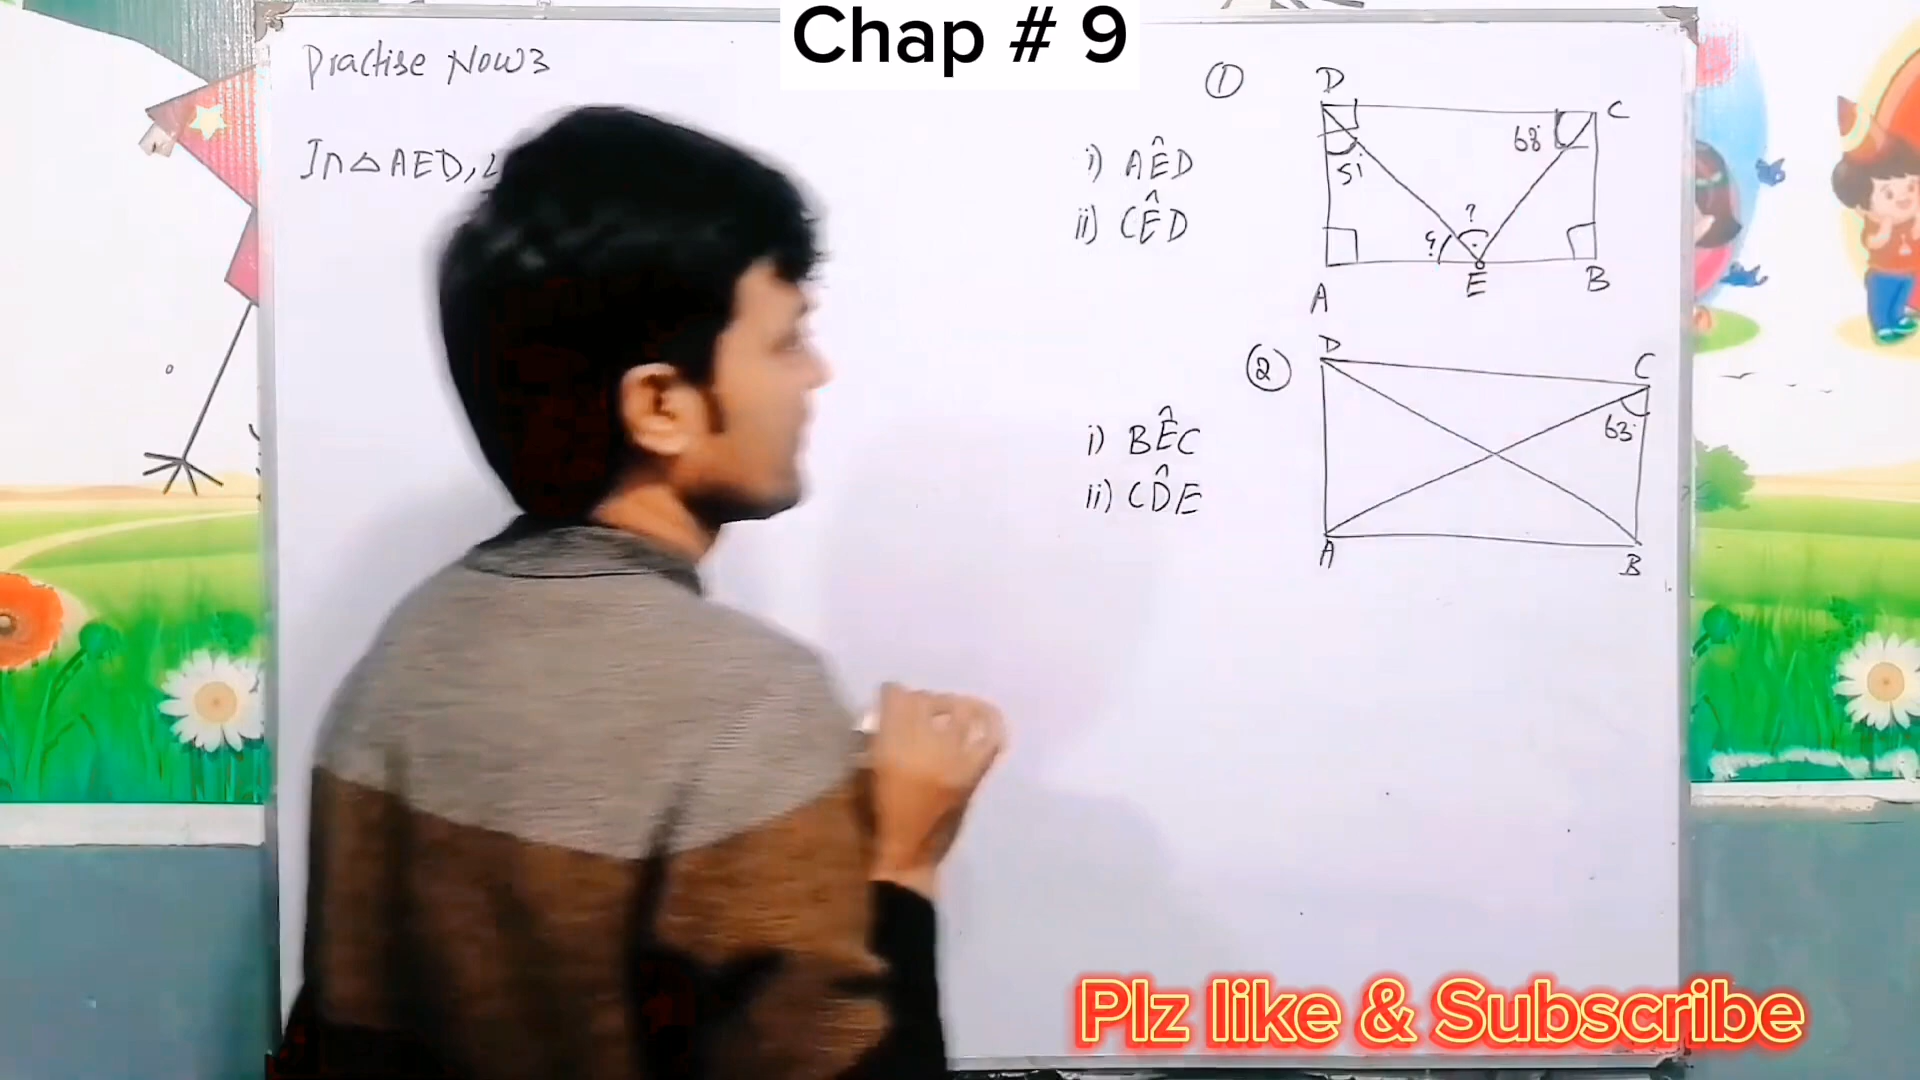 Chap # 9
Practise Now3
In △ AED, ∠
①
i) AÊD
ii) CÊD
D
C
68°
51°
?
?
A
E
B
②
i) BÊC
ii) CD̂E
D
C
63°
A
B
Plz like & Subscribe